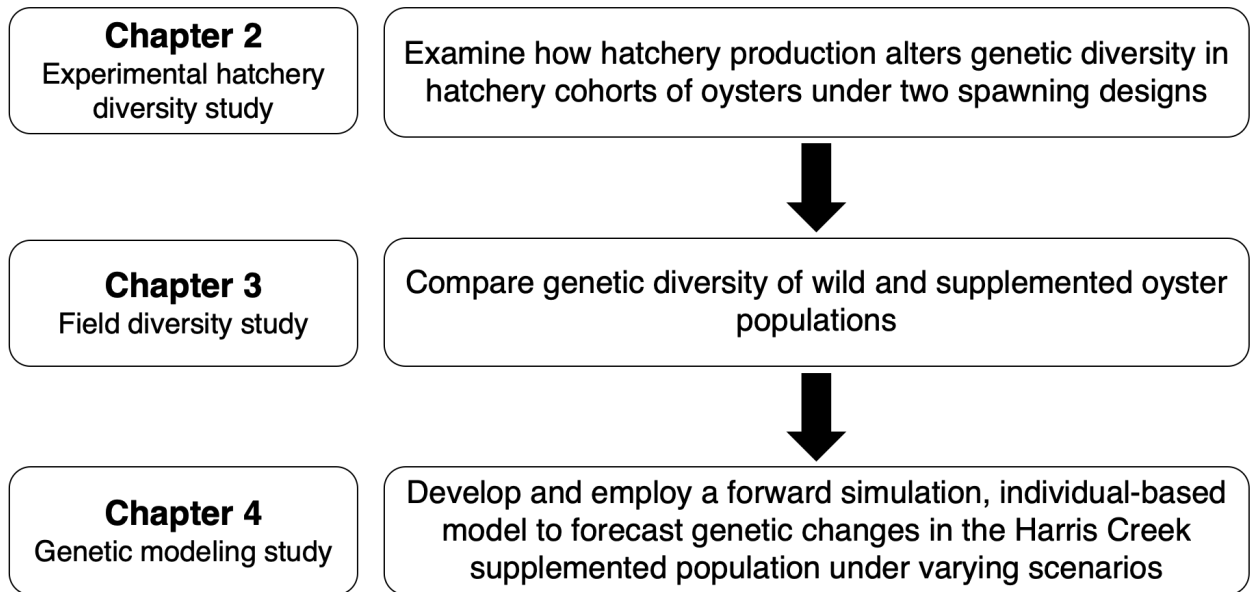 Chapter 2
Experimental hatchery
diversity study
Examine how hatchery production alters genetic diversity in
hatchery cohorts of oysters under two spawning designs
Chapter 3
Field diversity study
Compare genetic diversity of wild and supplemented oyster
populations
Chapter 4
Genetic modeling study
Develop and employ a forward simulation, individual-based
model to forecast genetic changes in the Harris Creek
supplemented population under varying scenarios